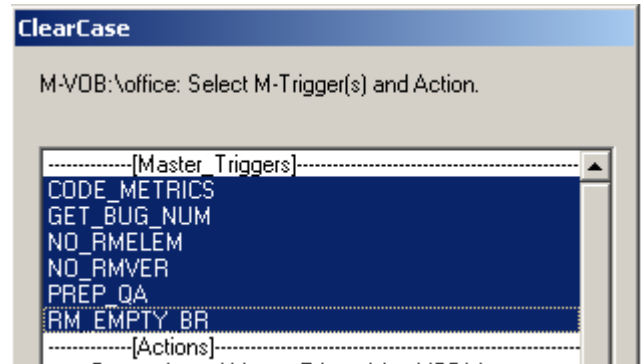 ClearCase
M-VOB:\office: Select M-Trigger(s) and Action.
-------------[Master_Triggers]---------------------------------------------
CODE_METRICS
GET_BUG_NUM
NO_RMELEM
NO_RMVER
PREP_QA
RM_EMPTY_BR
-------------[Actions]----------------------------------------------------------